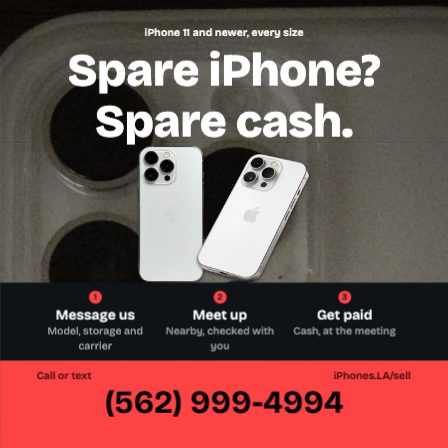 iPhone 11 and newer, every size
Spare iPhone?
Spare cash.
1
Message us
Model, storage and
carrier
2
Meet up
Nearby, checked with
you
3
Get paid
Cash, at the meeting
Call or text
iPhones.LA/sell
(562) 999-4994